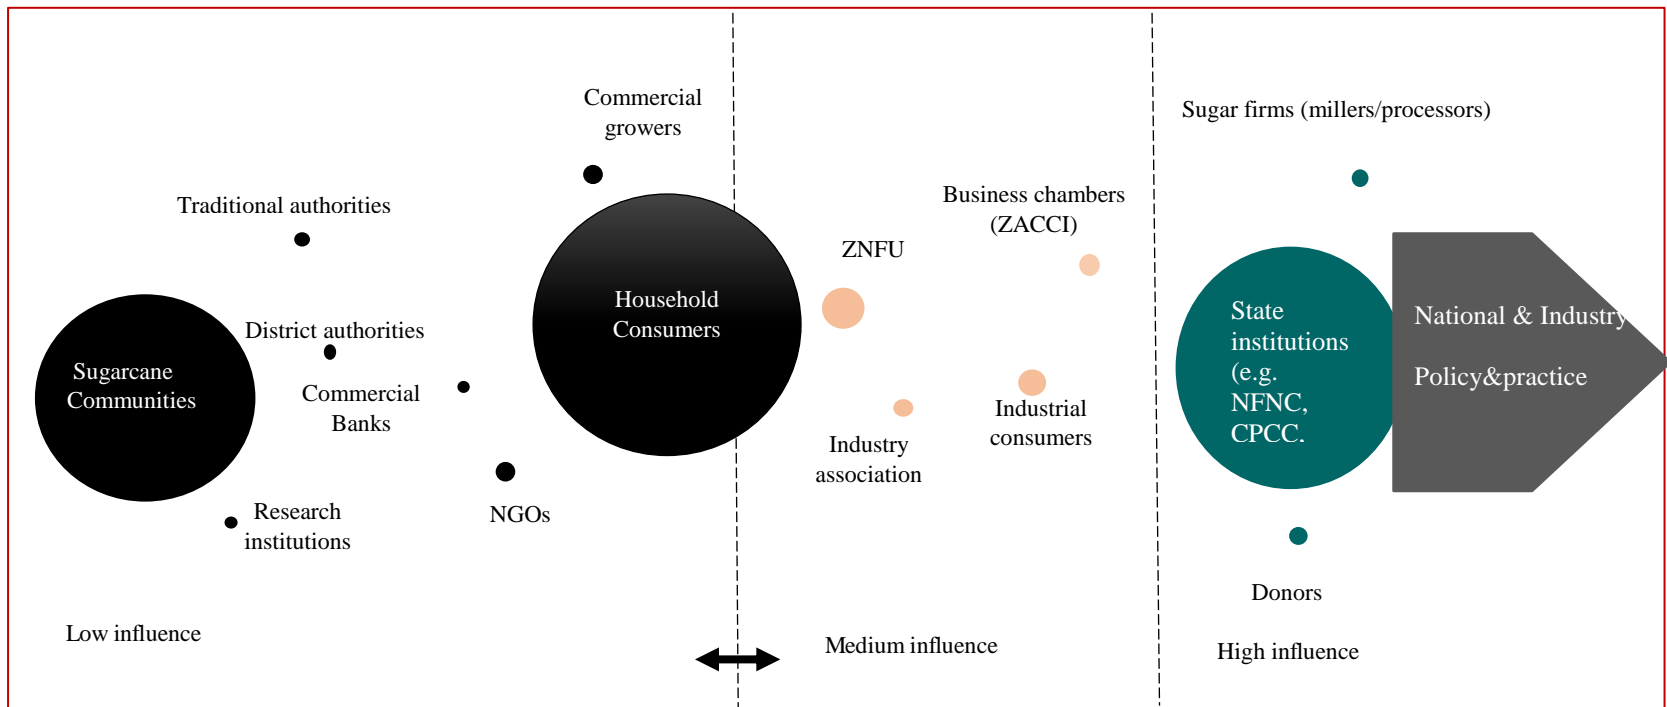 Commercial
growers
Sugar firms (millers/processors)
Traditional authorities
Business chambers
(ZACCI)
ZNFU
Household
Consumers
State
institutions
(e.g.
NFNC,
CPCC,
National & Industry
Policy&practice
District authorities
Sugarcane
Communities
Commercial
Banks
Industrial
consumers
Industry
association
Research
institutions
NGOs
Donors
Low influence
Medium influence
High influence